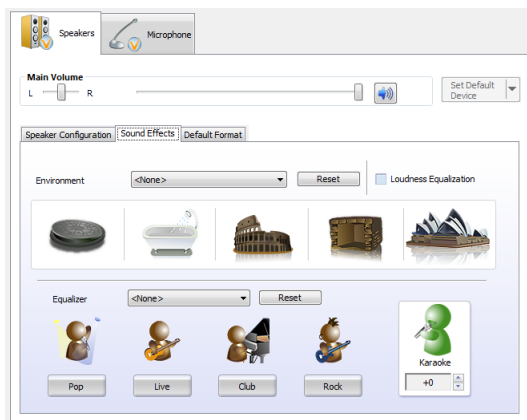 Speakers
Microphone
Main Volume
L
R
Set Default
Device
Speaker Configuration
Sound Effects
Default Format
Environment
<None>
Reset
Loudness Equalization
Equalizer
<None>
Reset
Pop
Live
Club
Rock
Karaoke
+0